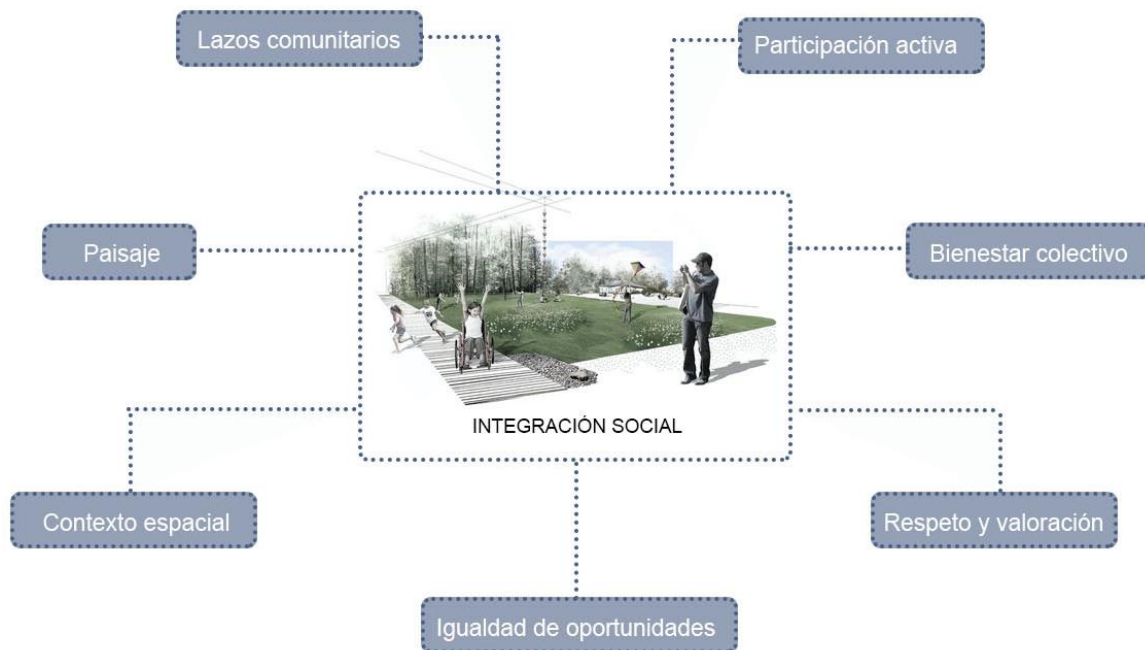 Lazos comunitarios
Participación activa
Paisaje
Bienestar colectivo
INTEGRACIÓN SOCIAL
Contexto espacial
Respeto y valoración
Igualdad de oportunidades